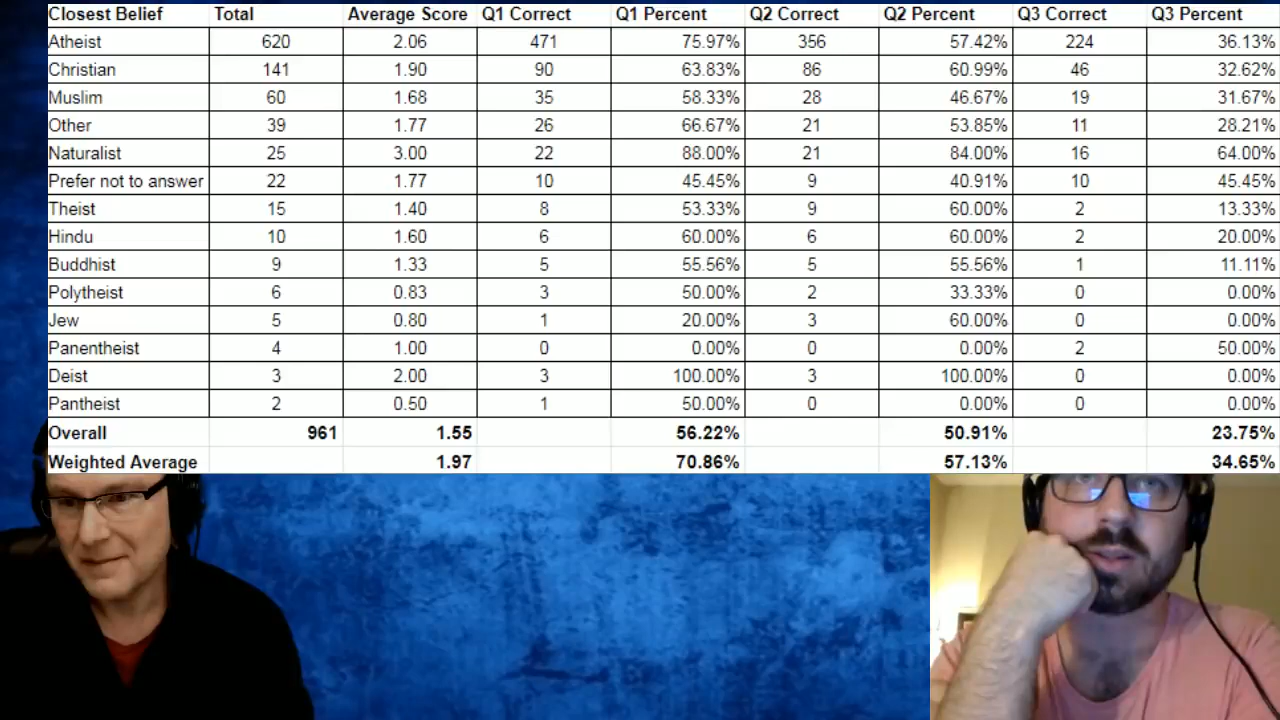 Closest Belief Total Average Score Q1 Correct Q1 Percent Q2 Correct Q2 Percent Q3 Correct Q3 Percent
Atheist 620 2.06 471 75.97% 356 57.42% 224 36.13%
Christian 141 1.90 90 63.83% 86 60.99% 46 32.62%
Muslim 60 1.68 35 58.33% 28 46.67% 19 31.67%
Other 39 1.77 26 66.67% 21 53.85% 11 28.21%
Naturalist 25 3.00 22 88.00% 21 84.00% 16 64.00%
Prefer not to answer 22 1.77 10 45.45% 9 40.91% 10 45.45%
Theist 15 1.40 8 53.33% 9 60.00% 2 13.33%
Hindu 10 1.60 6 60.00% 6 60.00% 2 20.00%
Buddhist 9 1.33 5 55.56% 5 55.56% 1 11.11%
Polytheist 6 0.83 3 50.00% 2 33.33% 0 0.00%
Jew 5 0.80 1 20.00% 3 60.00% 0 0.00%
Panentheist 4 1.00 0 0.00% 0 0.00% 2 50.00%
Deist 3 2.00 3 100.00% 3 100.00% 0 0.00%
Pantheist 2 0.50 1 50.00% 0 0.00% 0 0.00%
Overall 961 1.55 56.22% 50.91% 23.75%
Weighted Average 1.97 70.86% 57.13% 34.65%